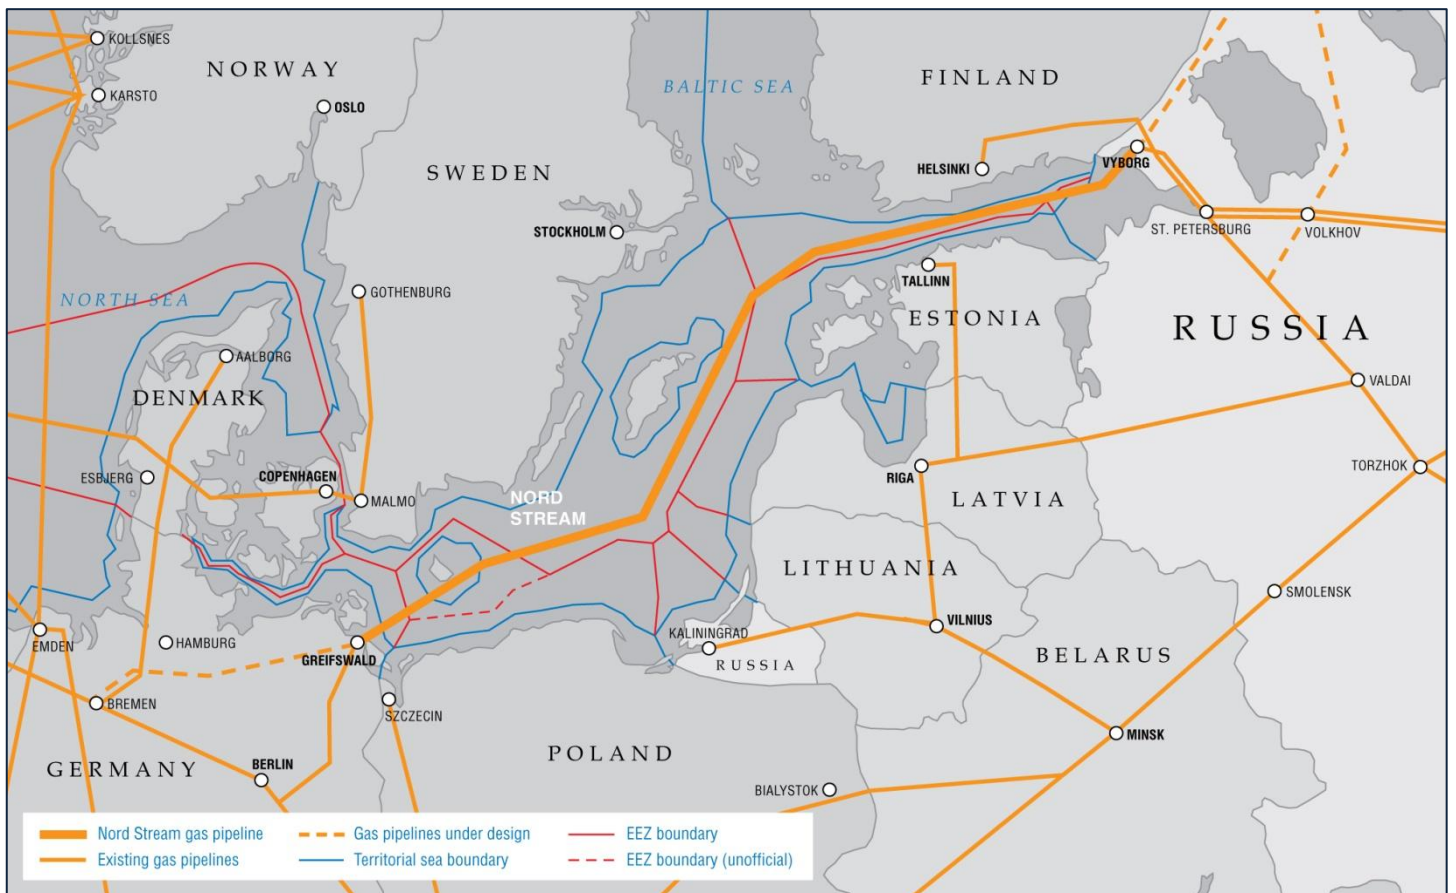 KOLLSNES
NORWAY
KARSTO
OSLO
BALTIC SEA
FINLAND
SWEDEN
HELSINKI
VYBORG
STOCKHOLM
ST. PETERSBURG
VOLKHOV
NORTH SEA
GOTHENBURG
TALLINN
ESTONIA
RUSSIA
AALBORG
DENMARK
VALDAI
ESBJERG
COPENHAGEN
MALMO
NORD
STREAM
RIGA
LATVIA
TORZHOK
LITHUANIA
SMOLENSK
EMDEN
HAMBURG
GREIFSWALD
KALININGRAD
RUSSIA
VILNIUS
BELARUS
BREMEN
SZCZECIN
MINSK
GERMANY
BERLIN
POLAND
BIALYSTOK
Nord Stream gas pipeline
Gas pipelines under design
EEZ boundary
Existing gas pipelines
Territorial sea boundary
EEZ boundary (unofficial)